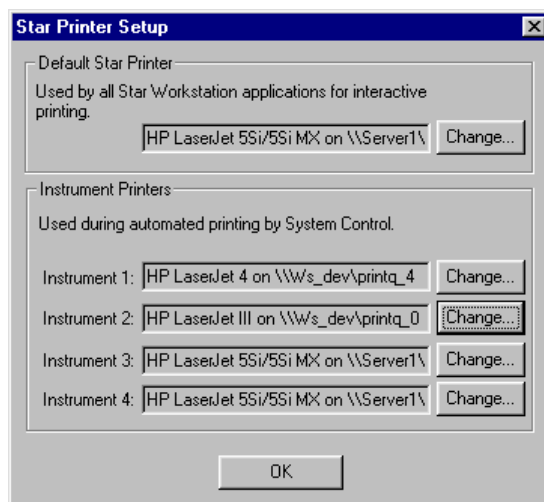 Star Printer Setup
Default Star Printer
Used by all Star Workstation applications for interactive
printing.
HP LaserJet 5Si/5Si MX on \\Server1\ Change...
Instrument Printers
Used during automated printing by System Control.
Instrument 1: HP LaserJet 4 on \\Ws_dev\printq_4 Change...
Instrument 2: HP LaserJet III on \\Ws_dev\printq_0 Change...
Instrument 3: HP LaserJet 5Si/5Si MX on \\Server1\ Change...
Instrument 4: HP LaserJet 5Si/5Si MX on \\Server1\ Change...
OK